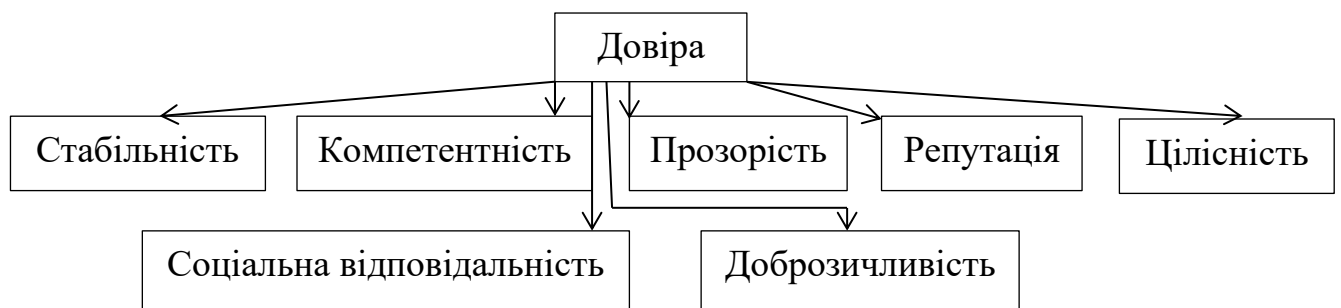 Довіра
Стабільність
Компетентність
Прозорість
Репутація
Цілісність
Соціальна відповідальність
Доброзичливість